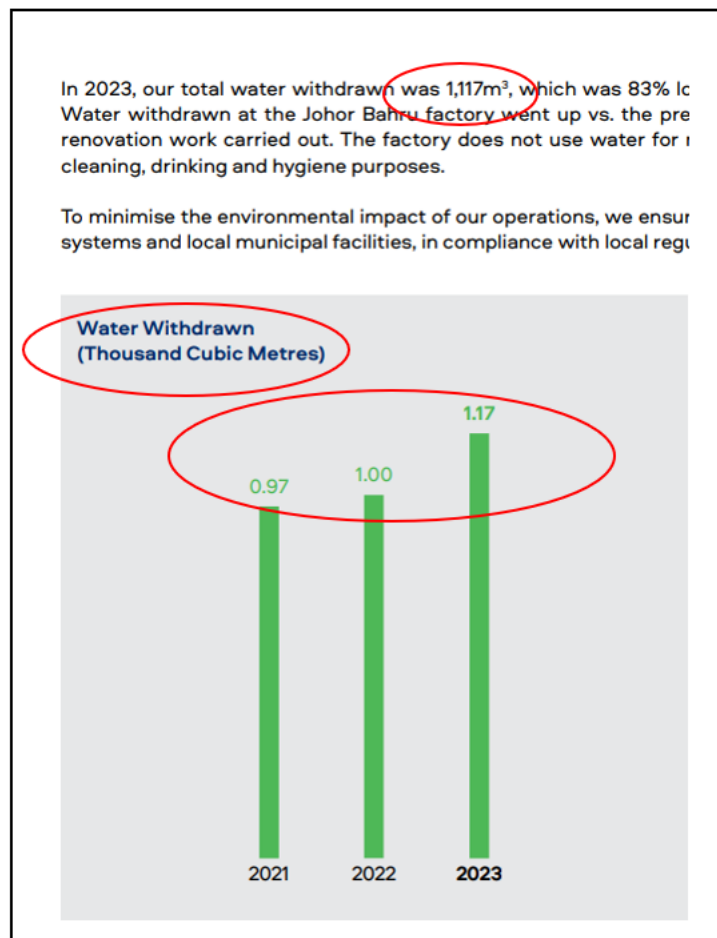 In 2023, our total water withdrawn was 1,117m³, which was 83%
Water withdrawn at the Johor Bahru factory went up vs. the
renovation work carried out. The factory does not use water for
cleaning, drinking and hygiene purposes.
To minimise the environmental impact of our operations, we
systems and local municipal facilities, in compliance with local
Water Withdrawn
(Thousand Cubic Metres)
1.17
1.00
0.97
2021 2022 2023